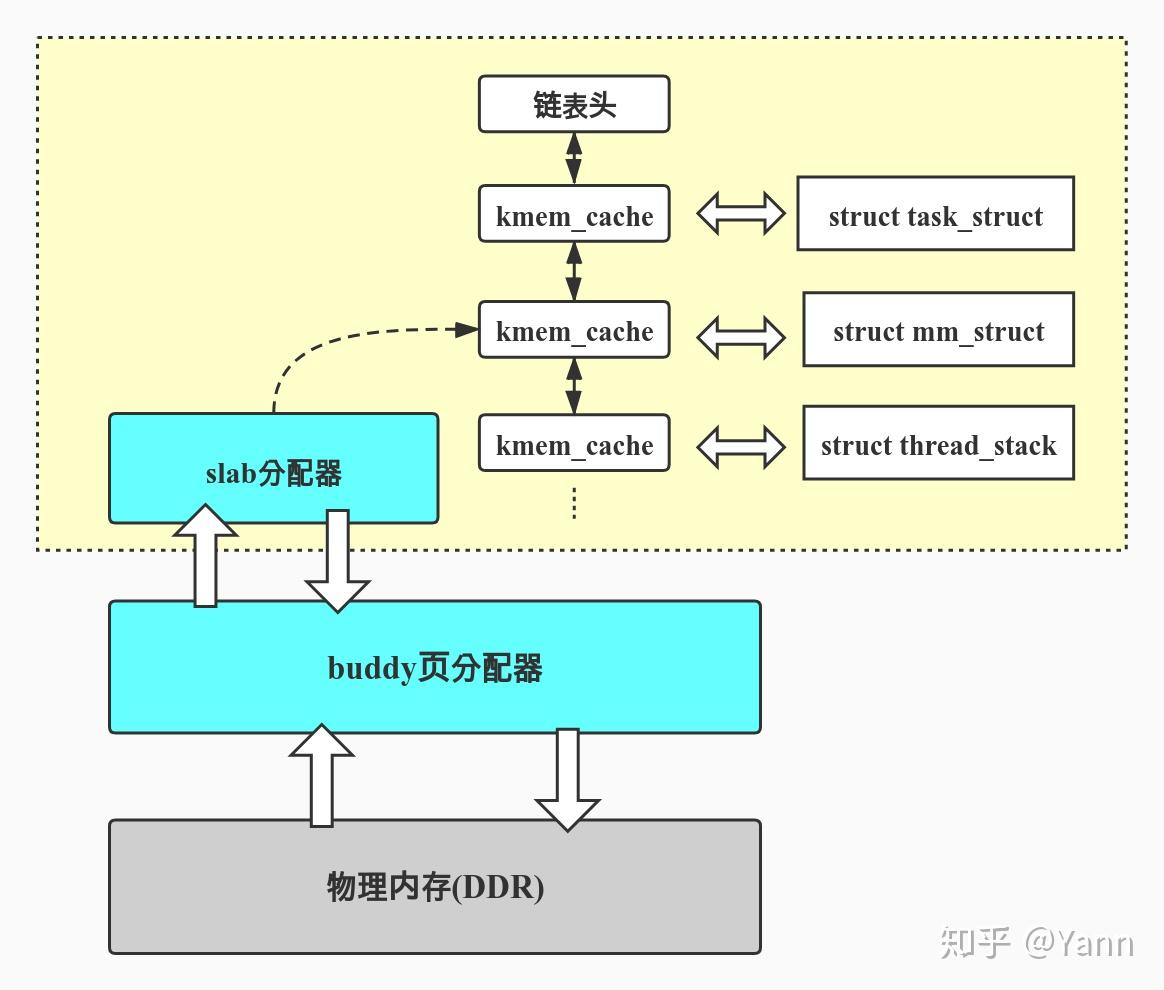 链表头
kmem_cache
struct task_struct
kmem_cache
struct mm_struct
kmem_cache
struct thread_stack
slab分配器
buddy页分配器
物理内存(DDR)
知乎 @Yann